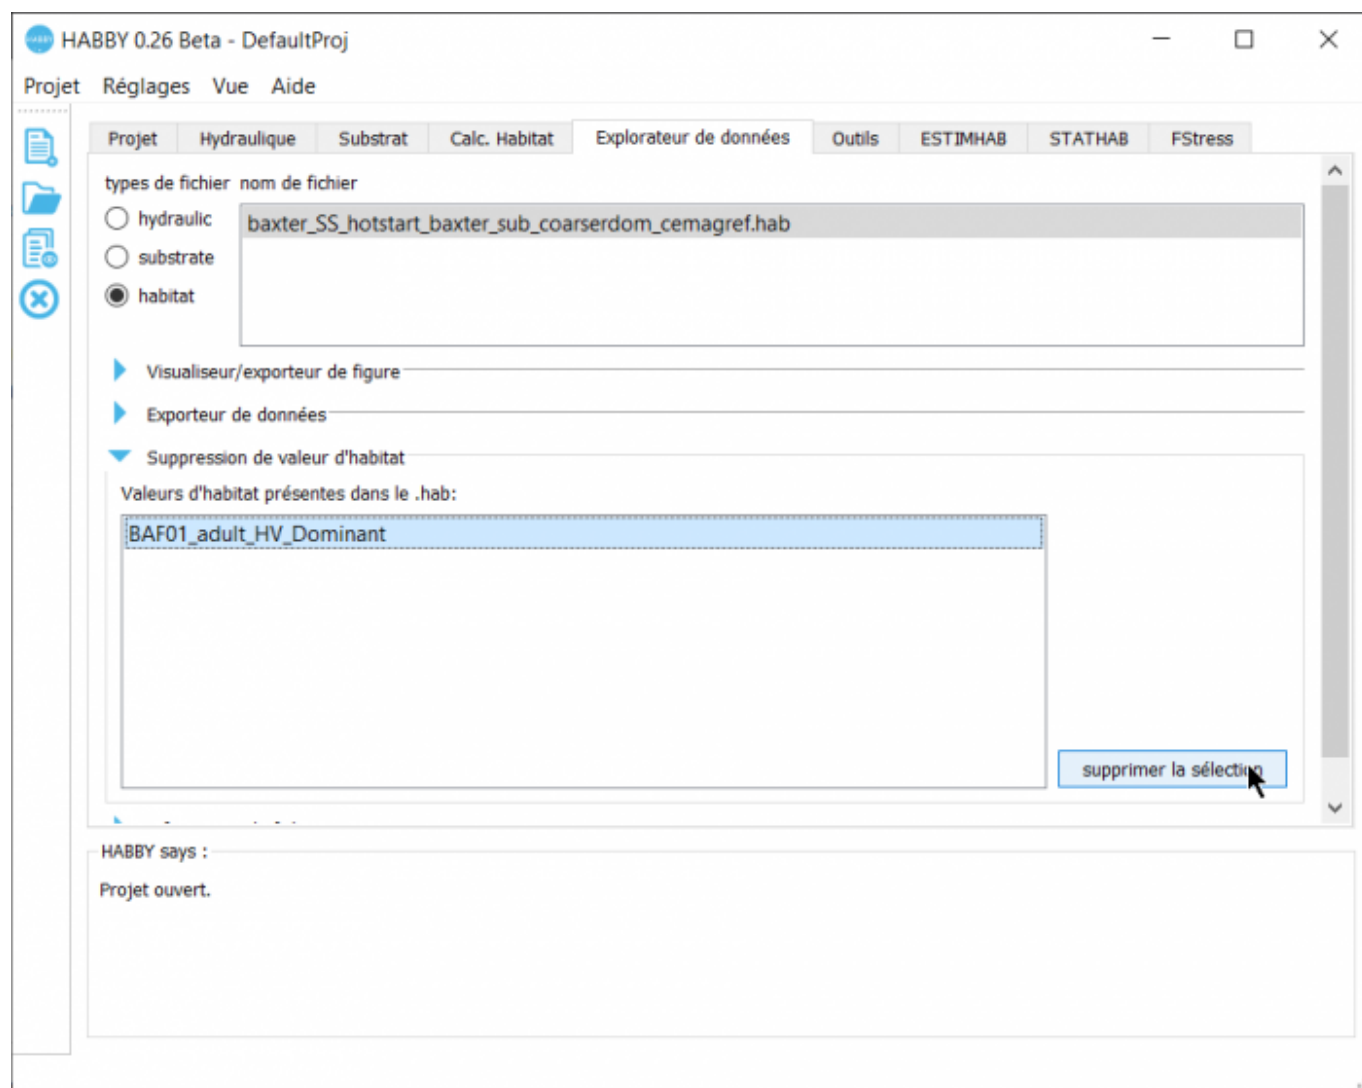 HABBY 0.26 Beta - DefaultProj
Projet Réglages Vue Aide
Projet Hydraulique Substrat Calc. Habitat Explorateur de données Outils ESTIMHAB STATHAB FStress
types de fichier nom de fichier
hydraulic
baxter_SS_hotstart_baxter_sub_coarserdom_cemagref.hab
substrate
habitat
Visualiseur/exporteur de figure
Exporteur de données
Suppression de valeur d'habitat
Valeurs d'habitat présentes dans le .hab:
BAF01_adult_HV_Dominant
supprimer la sélection
HABBY says :
Projet ouvert.